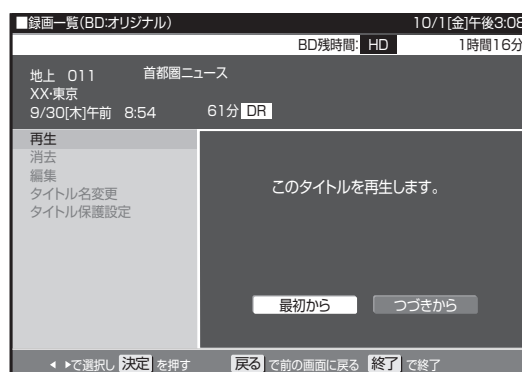 ■録画一覧(BD:オリジナル) 10/1[金]午後3:08
BD残時間: HD 1時間16分
地上 011 首都圏ニュース
XX・東京
9/30[木]午前 8:54 61分 DR
再生
消去
編集
タイトル名変更
タイトル保護設定
このタイトルを再生します。
最初から つづきから
◀ ▶で選択し 決定 を押す 戻る で前の画面に戻る 終了 で終了